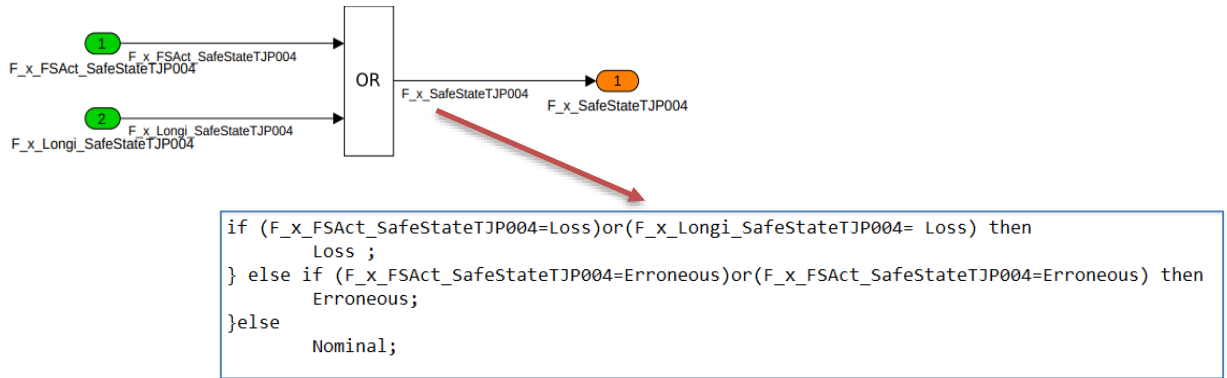 1
F_x_FSAct_SafeStateTJP004
F_x_FSAct_SafeStateTJP004
OR
F_x_SafeStateTJP004
1
F_x_SafeStateTJP004
2
F_x_Longi_SafeStateTJP004
F_x_Longi_SafeStateTJP004
if (F_x_FSAct_SafeStateTJP004=Loss)or(F_x_Longi_SafeStateTJP004= Loss) then
Loss ;
} else if (F_x_FSAct_SafeStateTJP004=Erroneous)or(F_x_FSAct_SafeStateTJP004=Erroneous) then
Erroneous;
}else
Nominal;